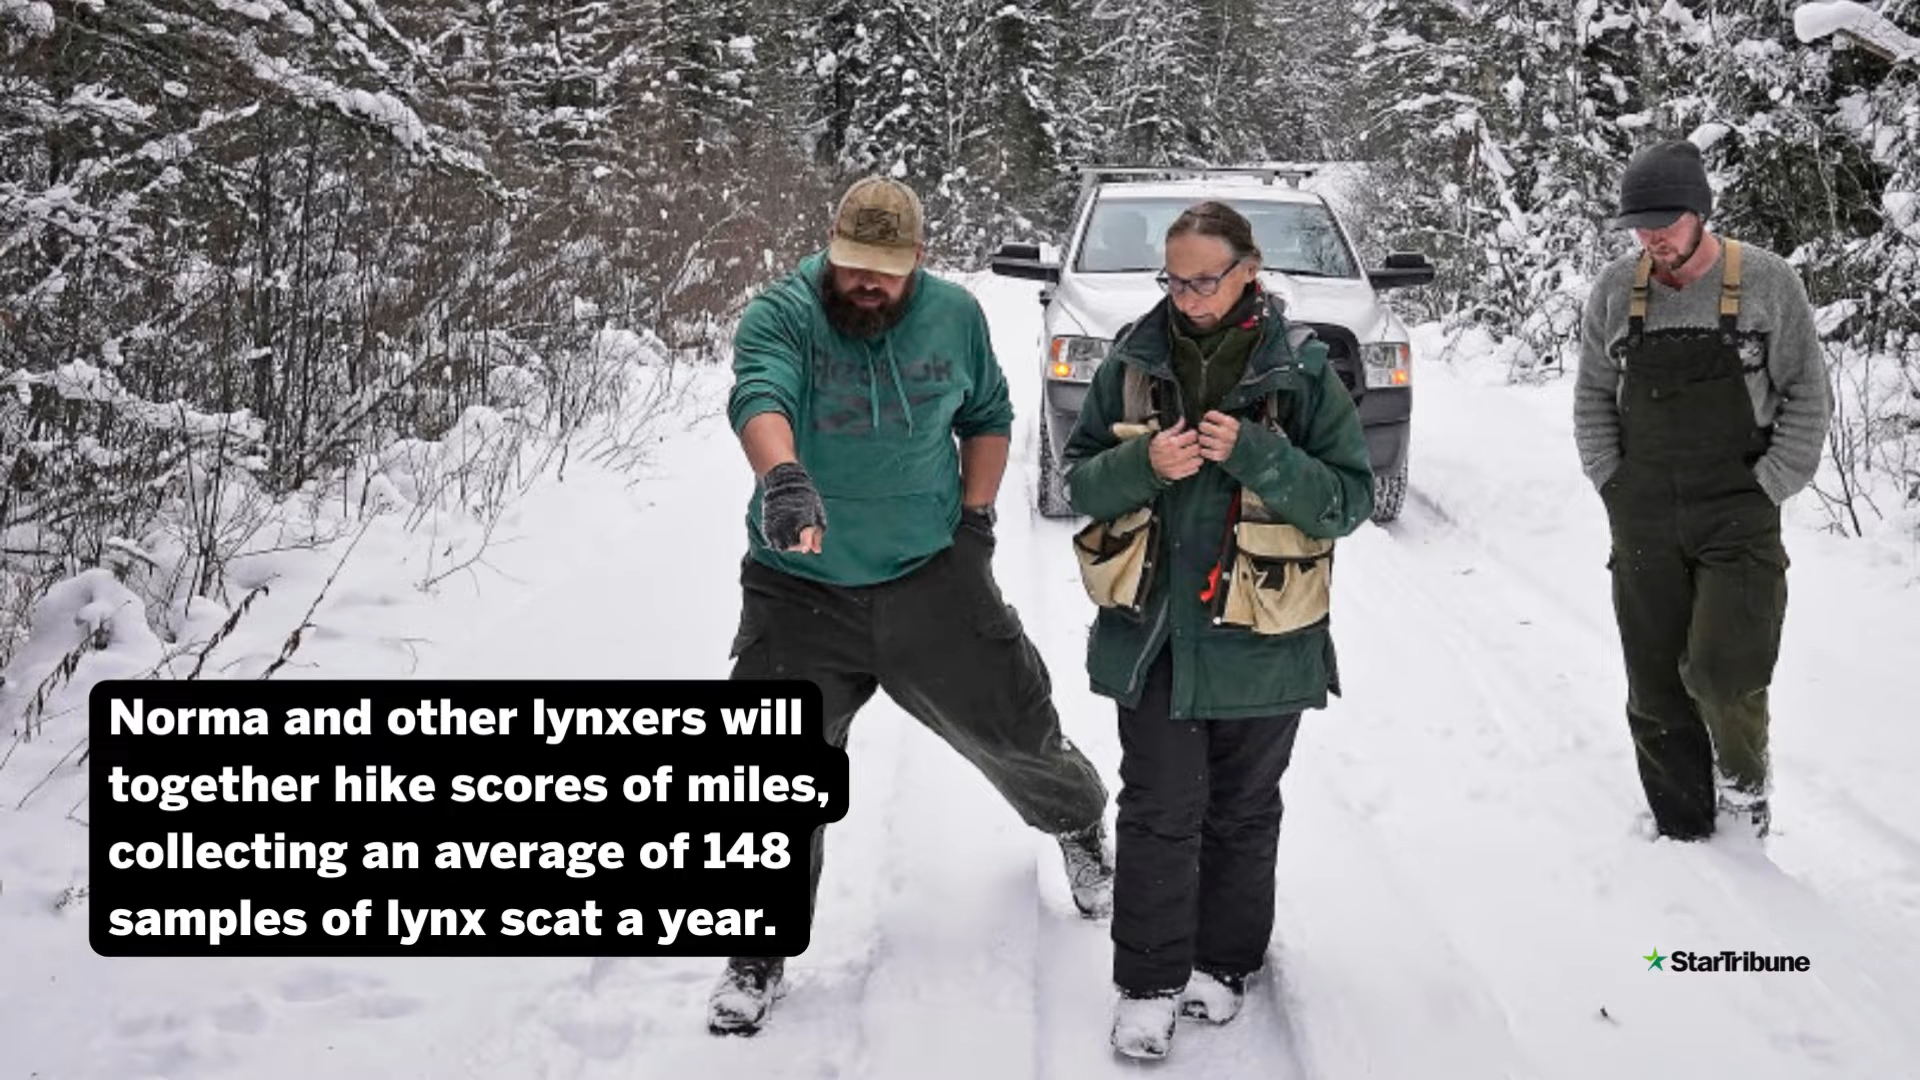 Reebok
Norma and other lynxers will
together hike scores of miles,
collecting an average of 148
samples of lynx scat a year.
StarTribune